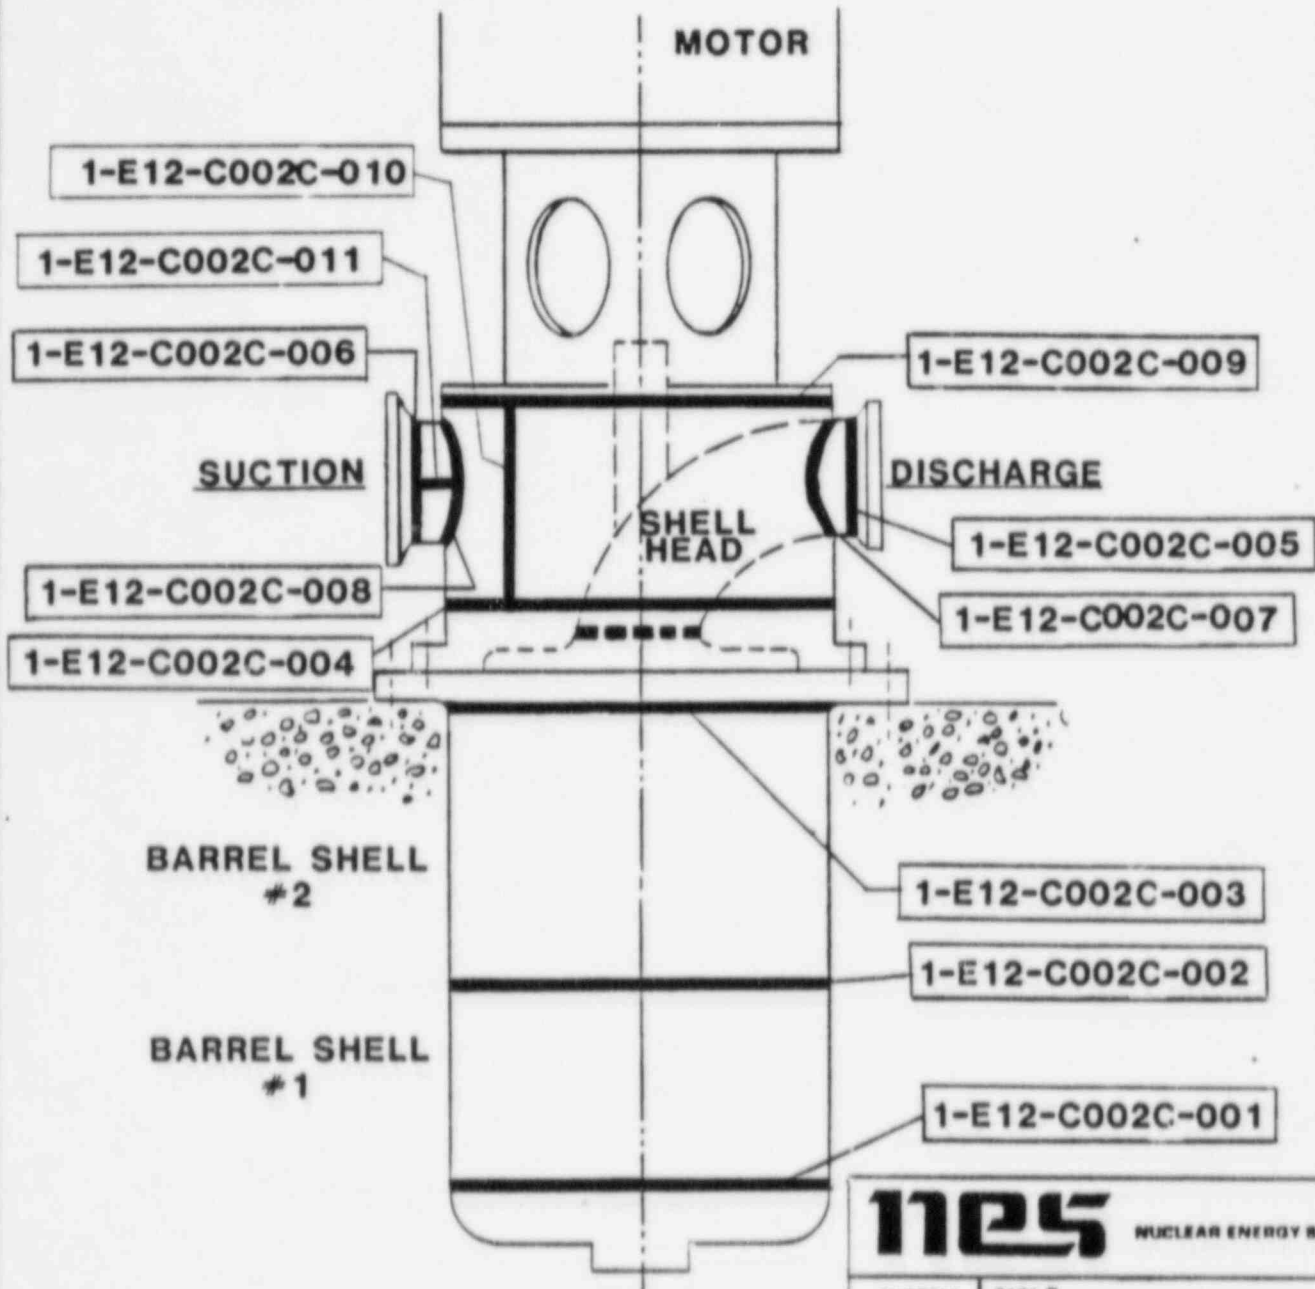 MOTOR
1-E12-C002C-010
1-E12-C002C-011
1-E12-C002C-006
1-E12-C002C-009
SUCTION
DISCHARGE
SHELL
HEAD
1-E12-C002C-005
1-E12-C002C-008
1-E12-C002C-007
1-E12-C002C-004
BARREL SHELL
#2
1-E12-C002C-003
1-E12-C002C-002
BARREL SHELL
#1
1-E12-C002C-001
nes
NUCLEAR ENERGY